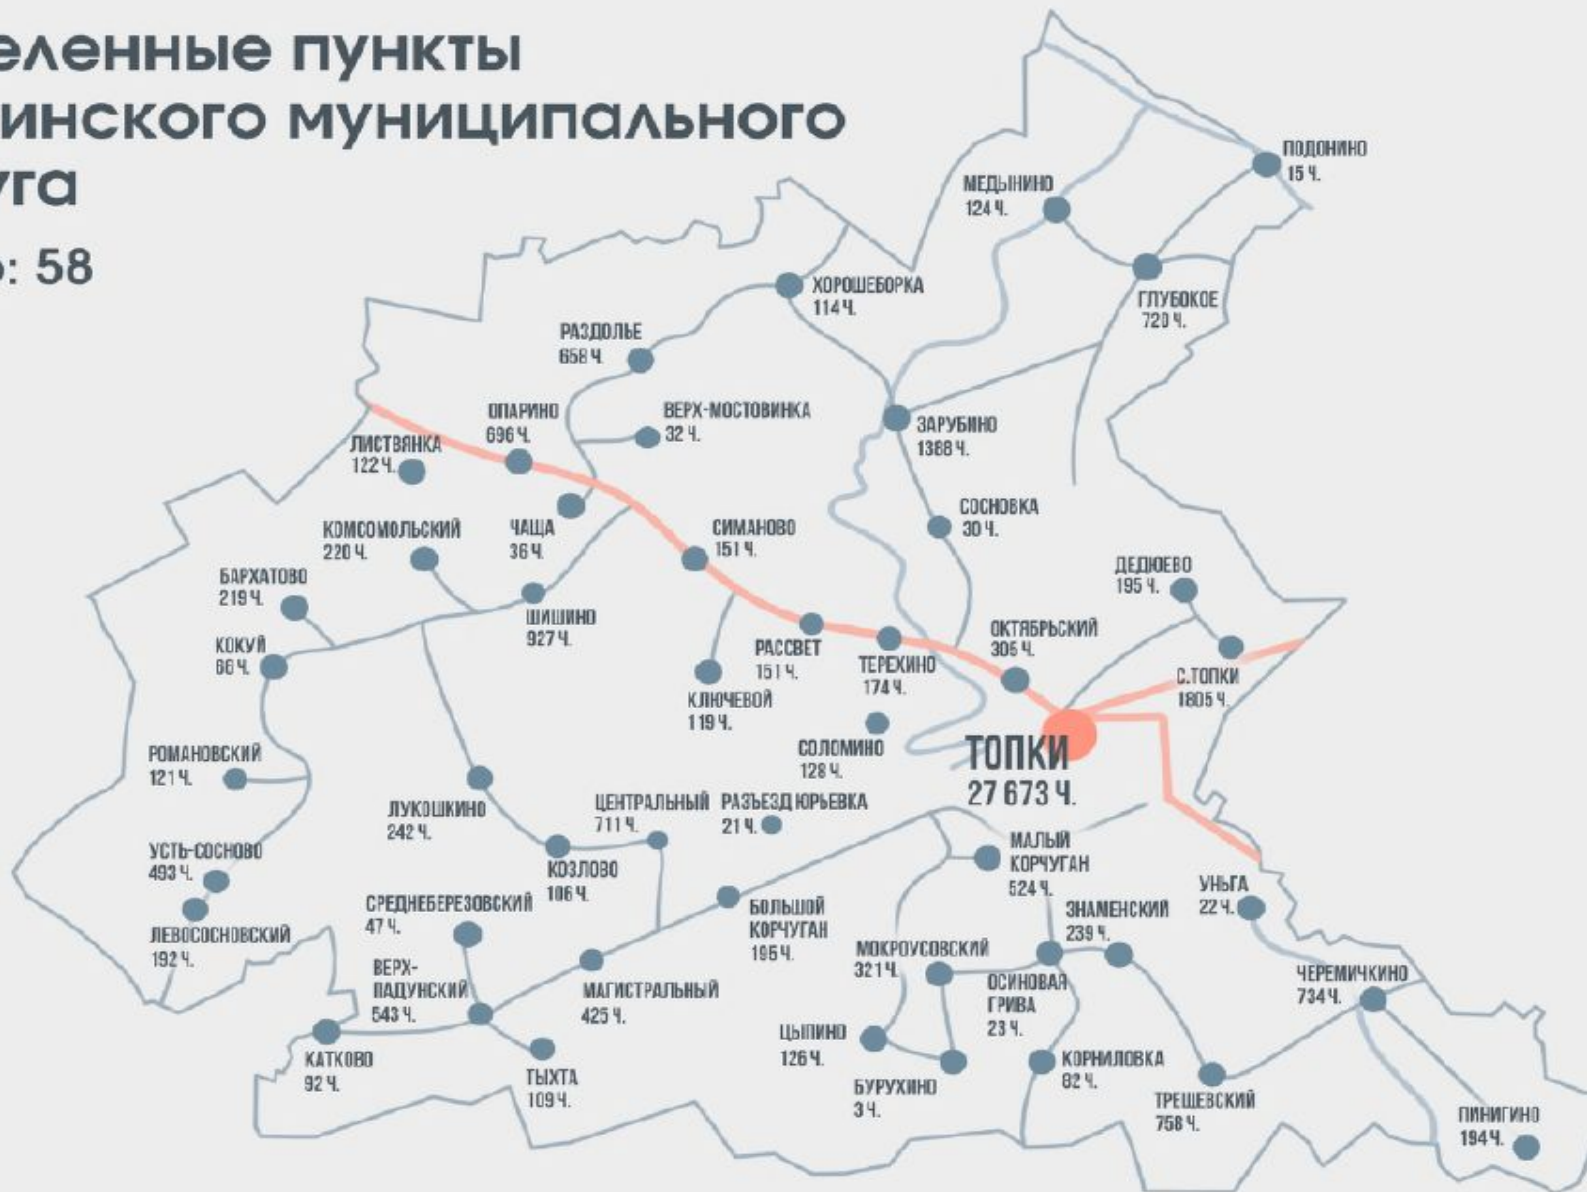 еленные пункты
инского муниципального
уга
о: 58
ПОДОНИНО
15 Ч.
МЕДЫНИНО
124 Ч.
ГЛУБОКОЕ
720 Ч.
ХОРОШЕБОРКА
114 Ч.
РАЗДОЛЬЕ
658 Ч.
ОПАРИНО
696 Ч.
ВЕРХ-МОСТОВИНКА
32 Ч.
ЗАРУБИНО
1388 Ч.
ЛИСТВЯНКА
122 Ч.
КОМСОМОЛЬСКИЙ
220 Ч.
ЧАЩА
36 Ч.
СИМАНОВО
151 Ч.
СОСНОВКА
30 Ч.
ДЕДЮЕВО
195 Ч.
БАРХАТОВО
219 Ч.
ШИШИНО
927 Ч.
КОКУЙ
66 Ч.
РАССВЕТ
151 Ч.
ТЕРЕХИНО
174 Ч.
ОКТЯБРЬСКИЙ
305 Ч.
С.ТОПКИ
1805 Ч.
КЛЮЧЕВОЙ
119 Ч.
СОЛОМИНО
128 Ч.
ТОПКИ
27 673 Ч.
РОМАНОВСКИЙ
121 Ч.
ЛУКОШКИНО
242 Ч.
ЦЕНТРАЛЬНЫЙ
711 Ч.
РАЗЪЕЗД ЮРЬЕВКА
21 Ч.
МАЛЫЙ
КОРЧУГАН
524 Ч.
УСТЬ-СОСНОВО
493 Ч.
КОЗЛОВО
106 Ч.
УНЬГА
22 Ч.
СРЕДНЕБЕРЕЗОВСКИЙ
47 Ч.
БОЛЬШОЙ
КОРЧУГАН
195 Ч.
ЗНАМЕНСКИЙ
239 Ч.
ЛЕВОСОСНОВСКИЙ
192 Ч.
МОКРОУСОВСКИЙ
321 Ч.
ВЕРХ-
ПАДУНСКИЙ
543 Ч.
МАГИСТРАЛЬНЫЙ
425 Ч.
ОСИНОВАЯ
ГРИВА
23 Ч.
ЧЕРЕМИЧКИНО
734 Ч.
КАТКОВО
92 Ч.
ТЫХТА
109 Ч.
ЦЫПИНО
126 Ч.
БУРУХИНО
3 Ч.
КОРНИЛОВКА
82 Ч.
ТРЕЩЕВСКИЙ
758 Ч.
ПИНИГИНО
194 Ч.